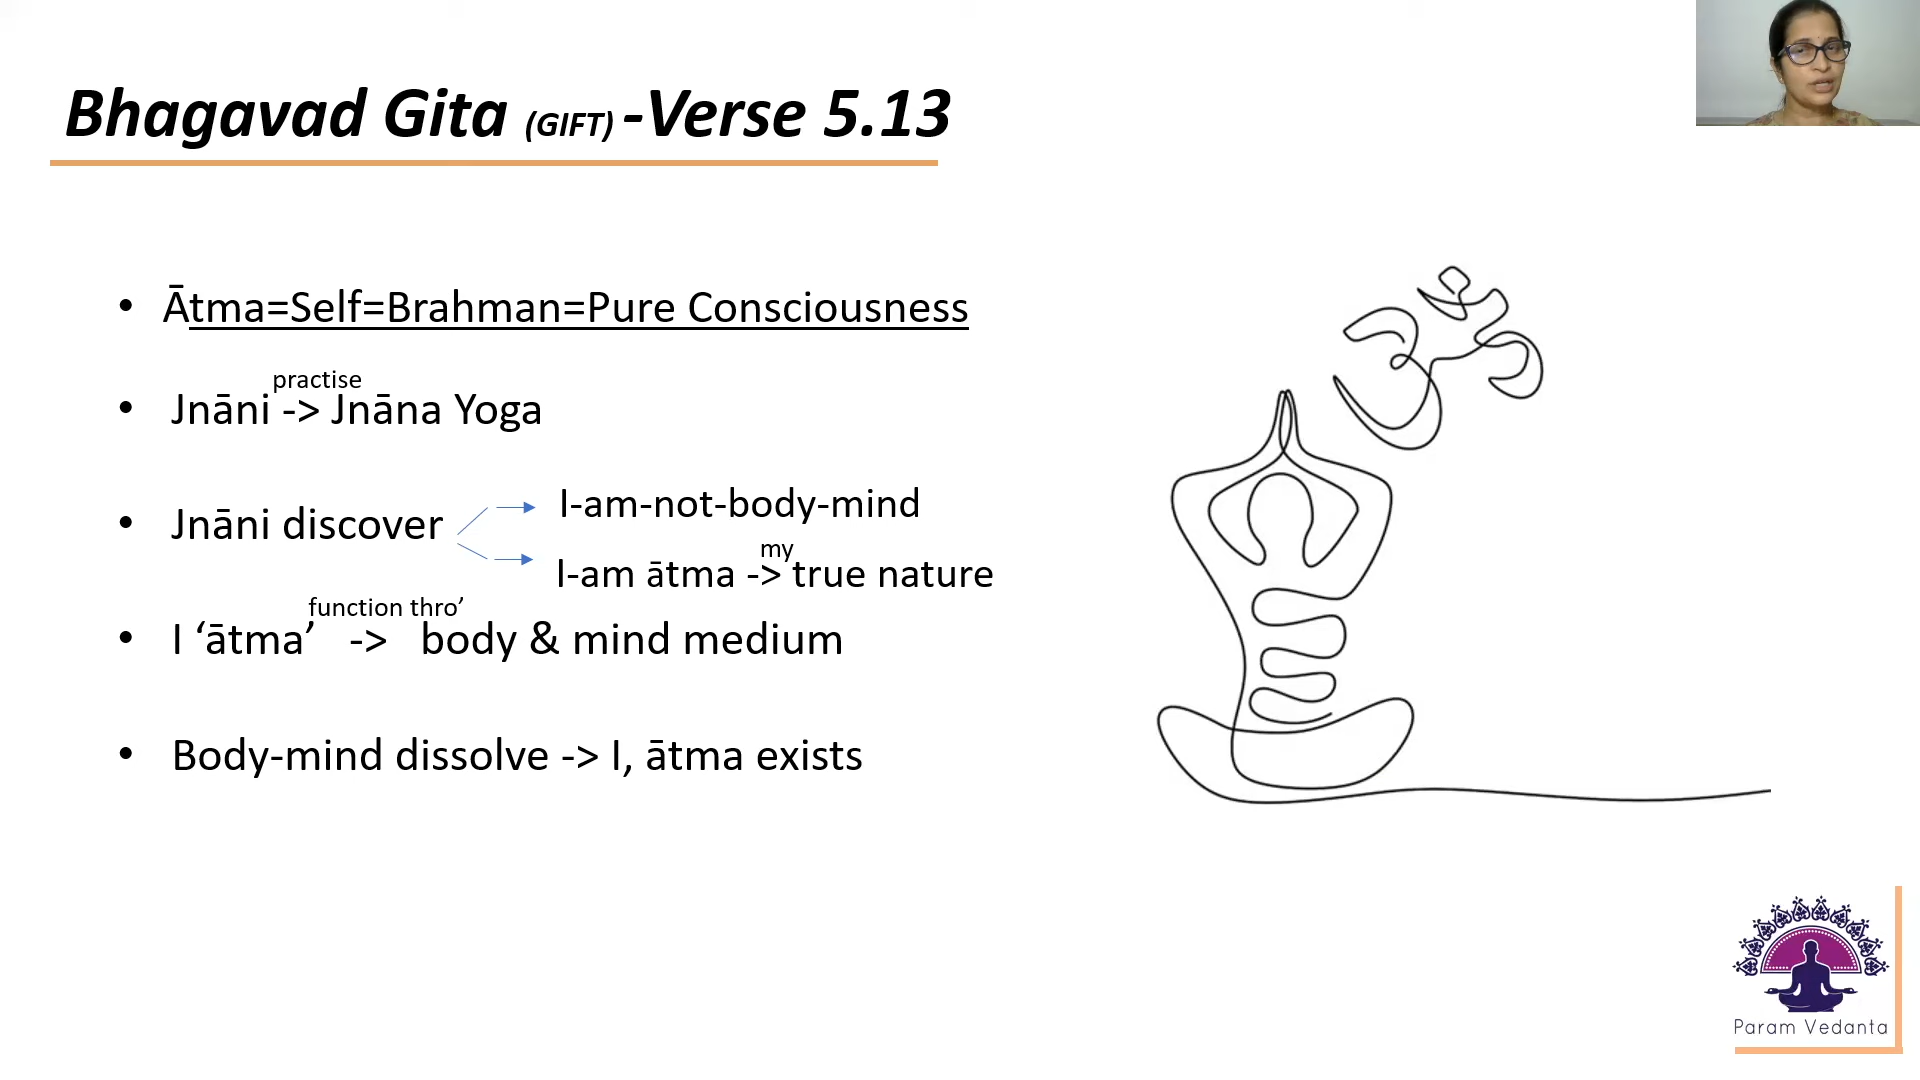 Bhagavad Gita (GIFT) -Verse 5.13
• Ātma=Self=Brahman=Pure Consciousness
practise
• Jnāni -> Jnāna Yoga
I-am-not-body-mind
• Jnāni discover
my
I-am ātma -> true nature
function thro’
• I ‘ātma’ -> body & mind medium
• Body-mind dissolve -> I, ātma exists
Param Vedanta